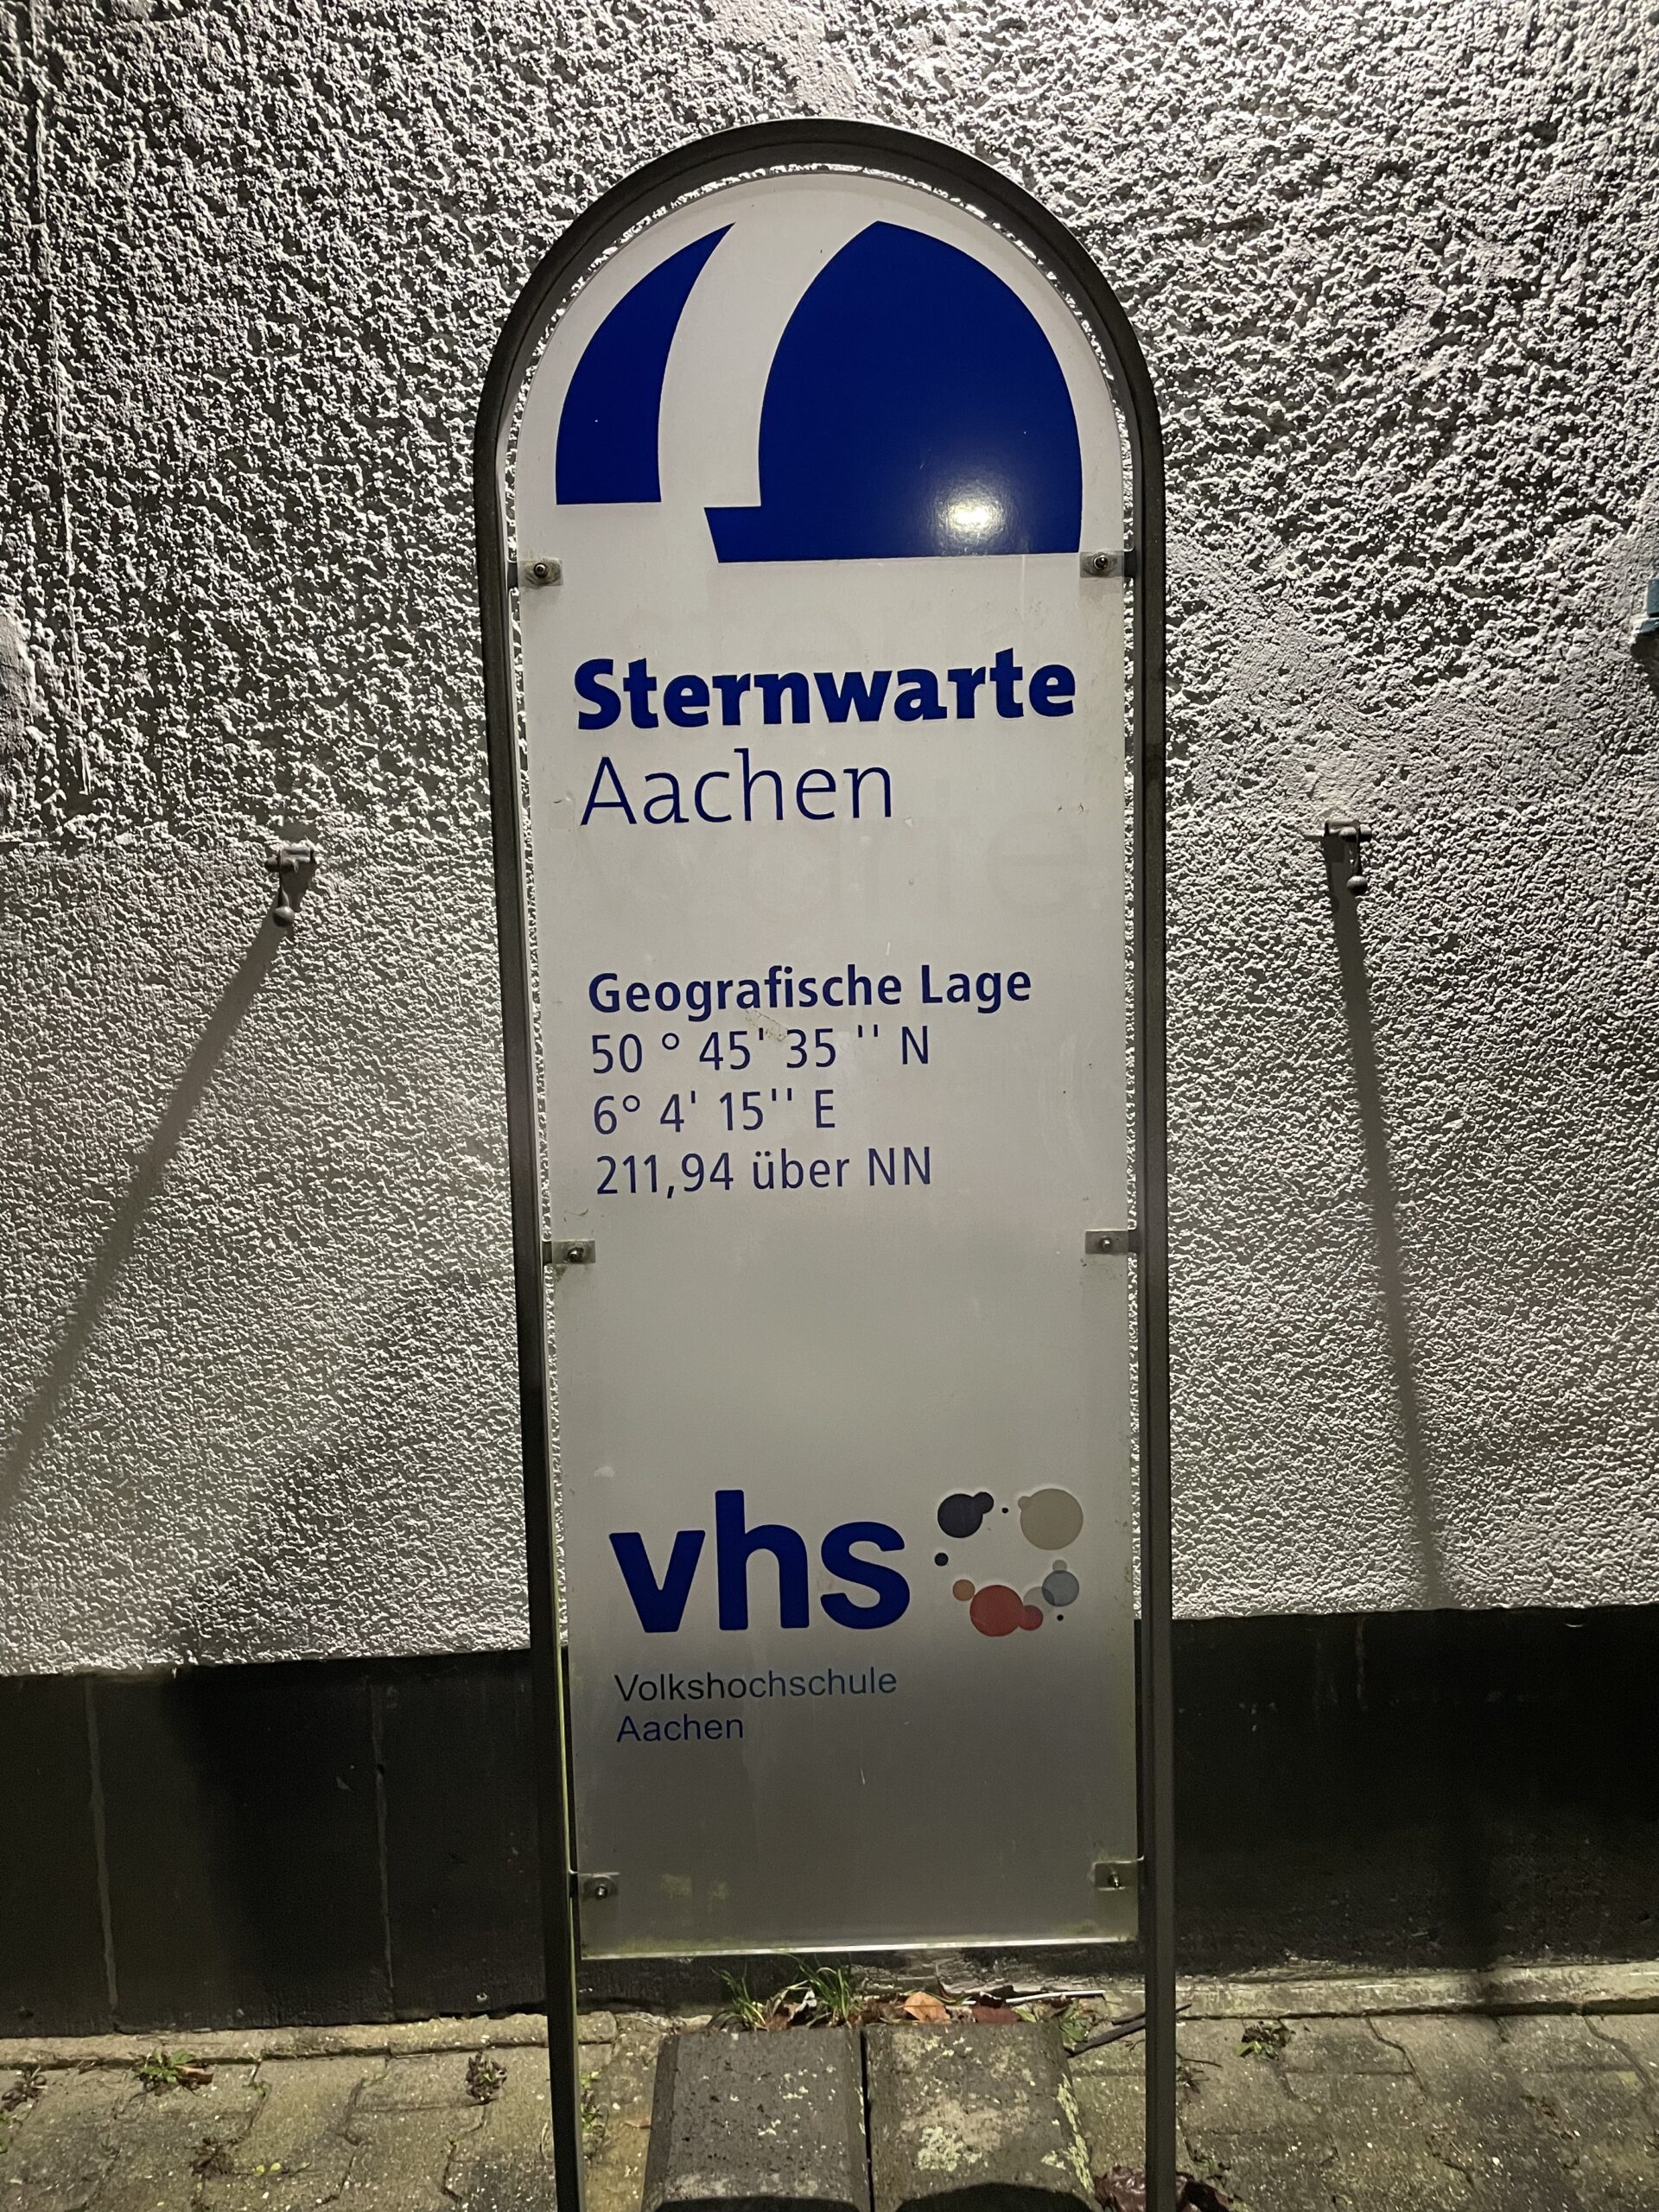 Sternwarte
Aachen
Geografische Lage
50 ° 45' 35 '' N
6° 4' 15'' E
211,94 über NN
vhs
Volkshochschule
Aachen